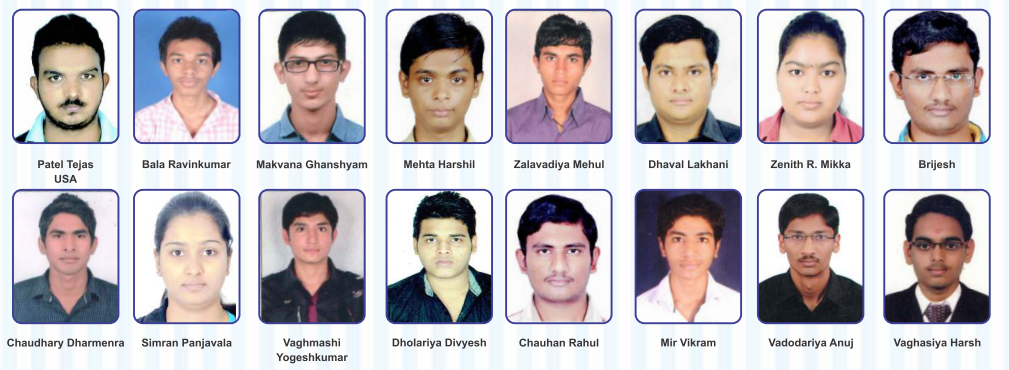 Patel Tejas
USA
Bala Ravinkumar
Makvana Ghanshyam
Mehta Harshil
Zalavadiya Mehul
Dhaval Lakhani
Zenith R. Mikka
Brijesh
Chaudhary Dharmenra
Simran Panjavala
Vaghmashi
Yogeshkumar
Dholariya Divyesh
Chauhan Rahul
Mir Vikram
Vadodariya Anuj
Vaghasiya Harsh